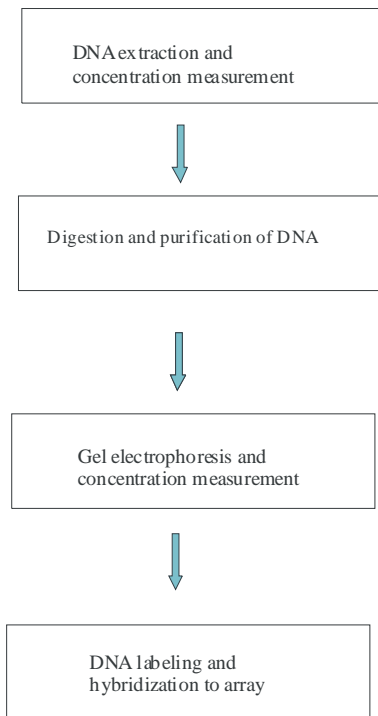 DNA extraction and
concentration measurement
Digestion and purification of DNA
Gel electrophoresis and
concentration measurement
DNA labeling and
hybridization to array